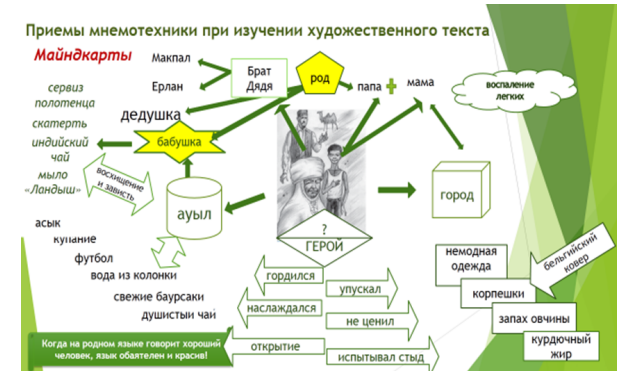 Приемы мнемотехники при изучении художественного текста
Майндкарты
Макпал
Ерлан
Брат
Дядя
род
папа
мама
воспаление
легких
дедушка
бабушка
сервиз
полотенца
скатерть
индийский
чай
мыло
«Ландыш»
восхищение
и зависть
ауыл
город
?
ГЕРОЙ
асык
купание
футбол
вода из колонки
свежие баурсаки
душистый чай
гордился
упускал
наслаждался
не ценил
открытие
испытывал стыд
немодная
одежда
бельгийский
ковер
корпешки
запах овчины
курдючный
жир
Когда на родном языке говорит хороший
человек, язык обаятелен и красив!